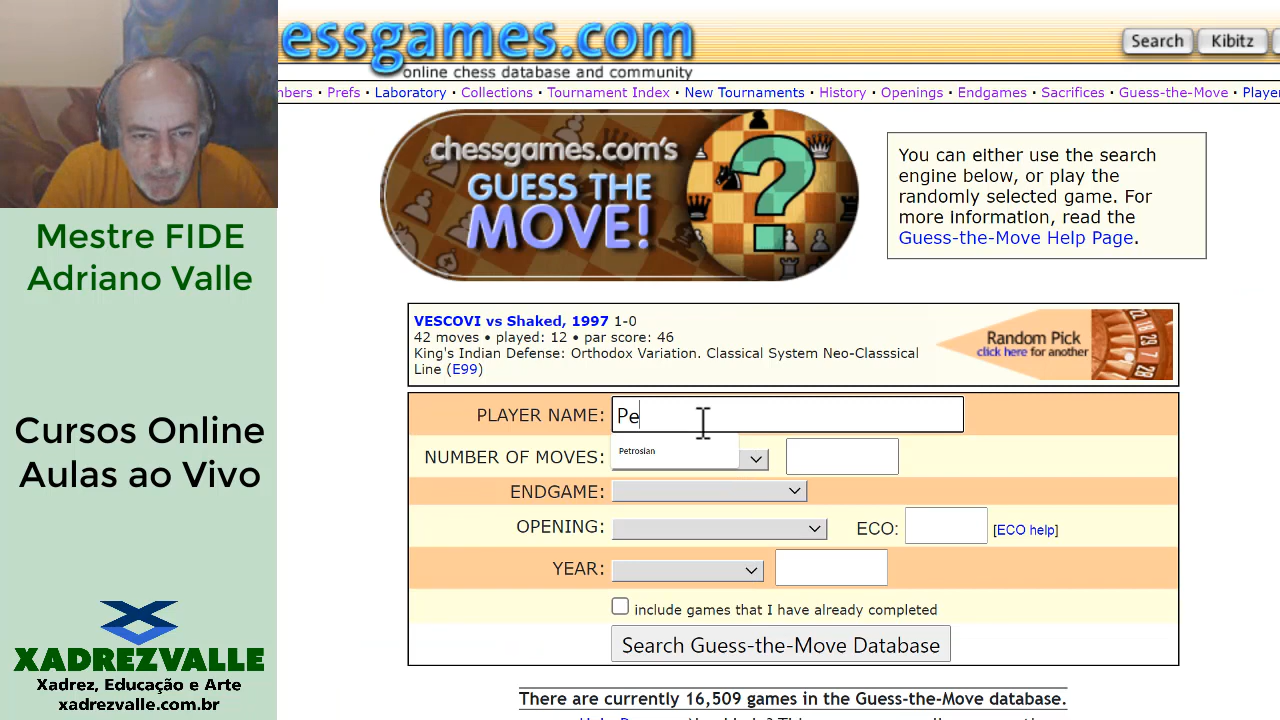 essgames.com
online chess database and community
Search
Kibitz
nbers • Prefs • Laboratory • Collections • Tournament Index • New Tournaments • History • Openings • Endgames • Sacrifices • Guess-the-Move • Player
chessgames.com's
GUESS THE
MOVE!
?
You can either use the search
engine below, or play the
randomly selected game. For
more information, read the
Guess-the-Move Help Page.
Mestre FIDE
Adriano Valle
VESCOVI vs Shaked, 1997 1-0
42 moves • played: 12 • par score: 46
King's Indian Defense: Orthodox Variation. Classical System Neo-Classsical
Line (E99)
Random Pick
click here for another
PLAYER NAME: Pe
Petrosian
NUMBER OF MOVES:
ENDGAME:
OPENING:
ECO:
[ECO help]
YEAR:
include games that I have already completed
Search Guess-the-Move Database
There are currently 16,509 games in the Guess-the-Move database.
Cursos Online
Aulas ao Vivo
XADREZVALLE
Xadrez, Educação e Arte
xadrezvalle.com.br